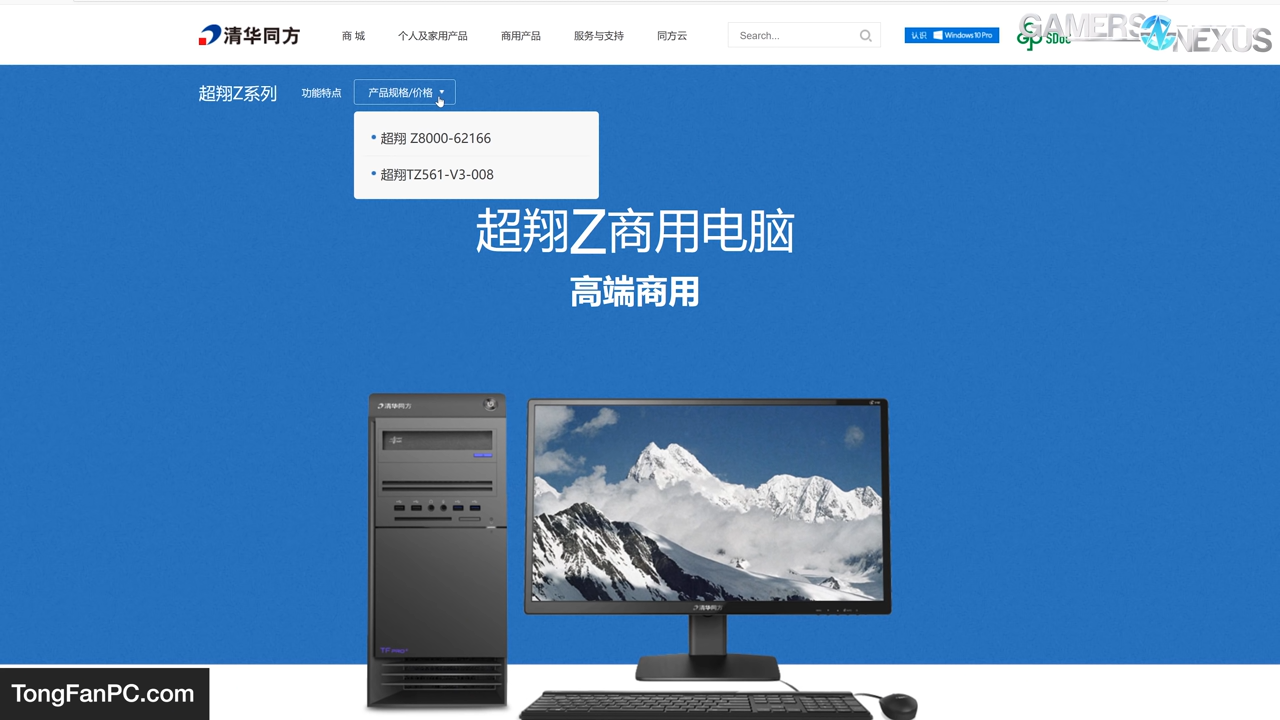 清华同方
商 城
个人及家用产品
商用产品
服务与支持
同方云
Search...
认识 Windows 10 Pro
GAMERS NEXUS
超翔Z系列
功能特点
产品规格/价格
超翔 Z8000-62166
超翔TZ561-V3-008
超翔Z商用电脑
高端商用
清华同方
清华同方
TongFanPC.com